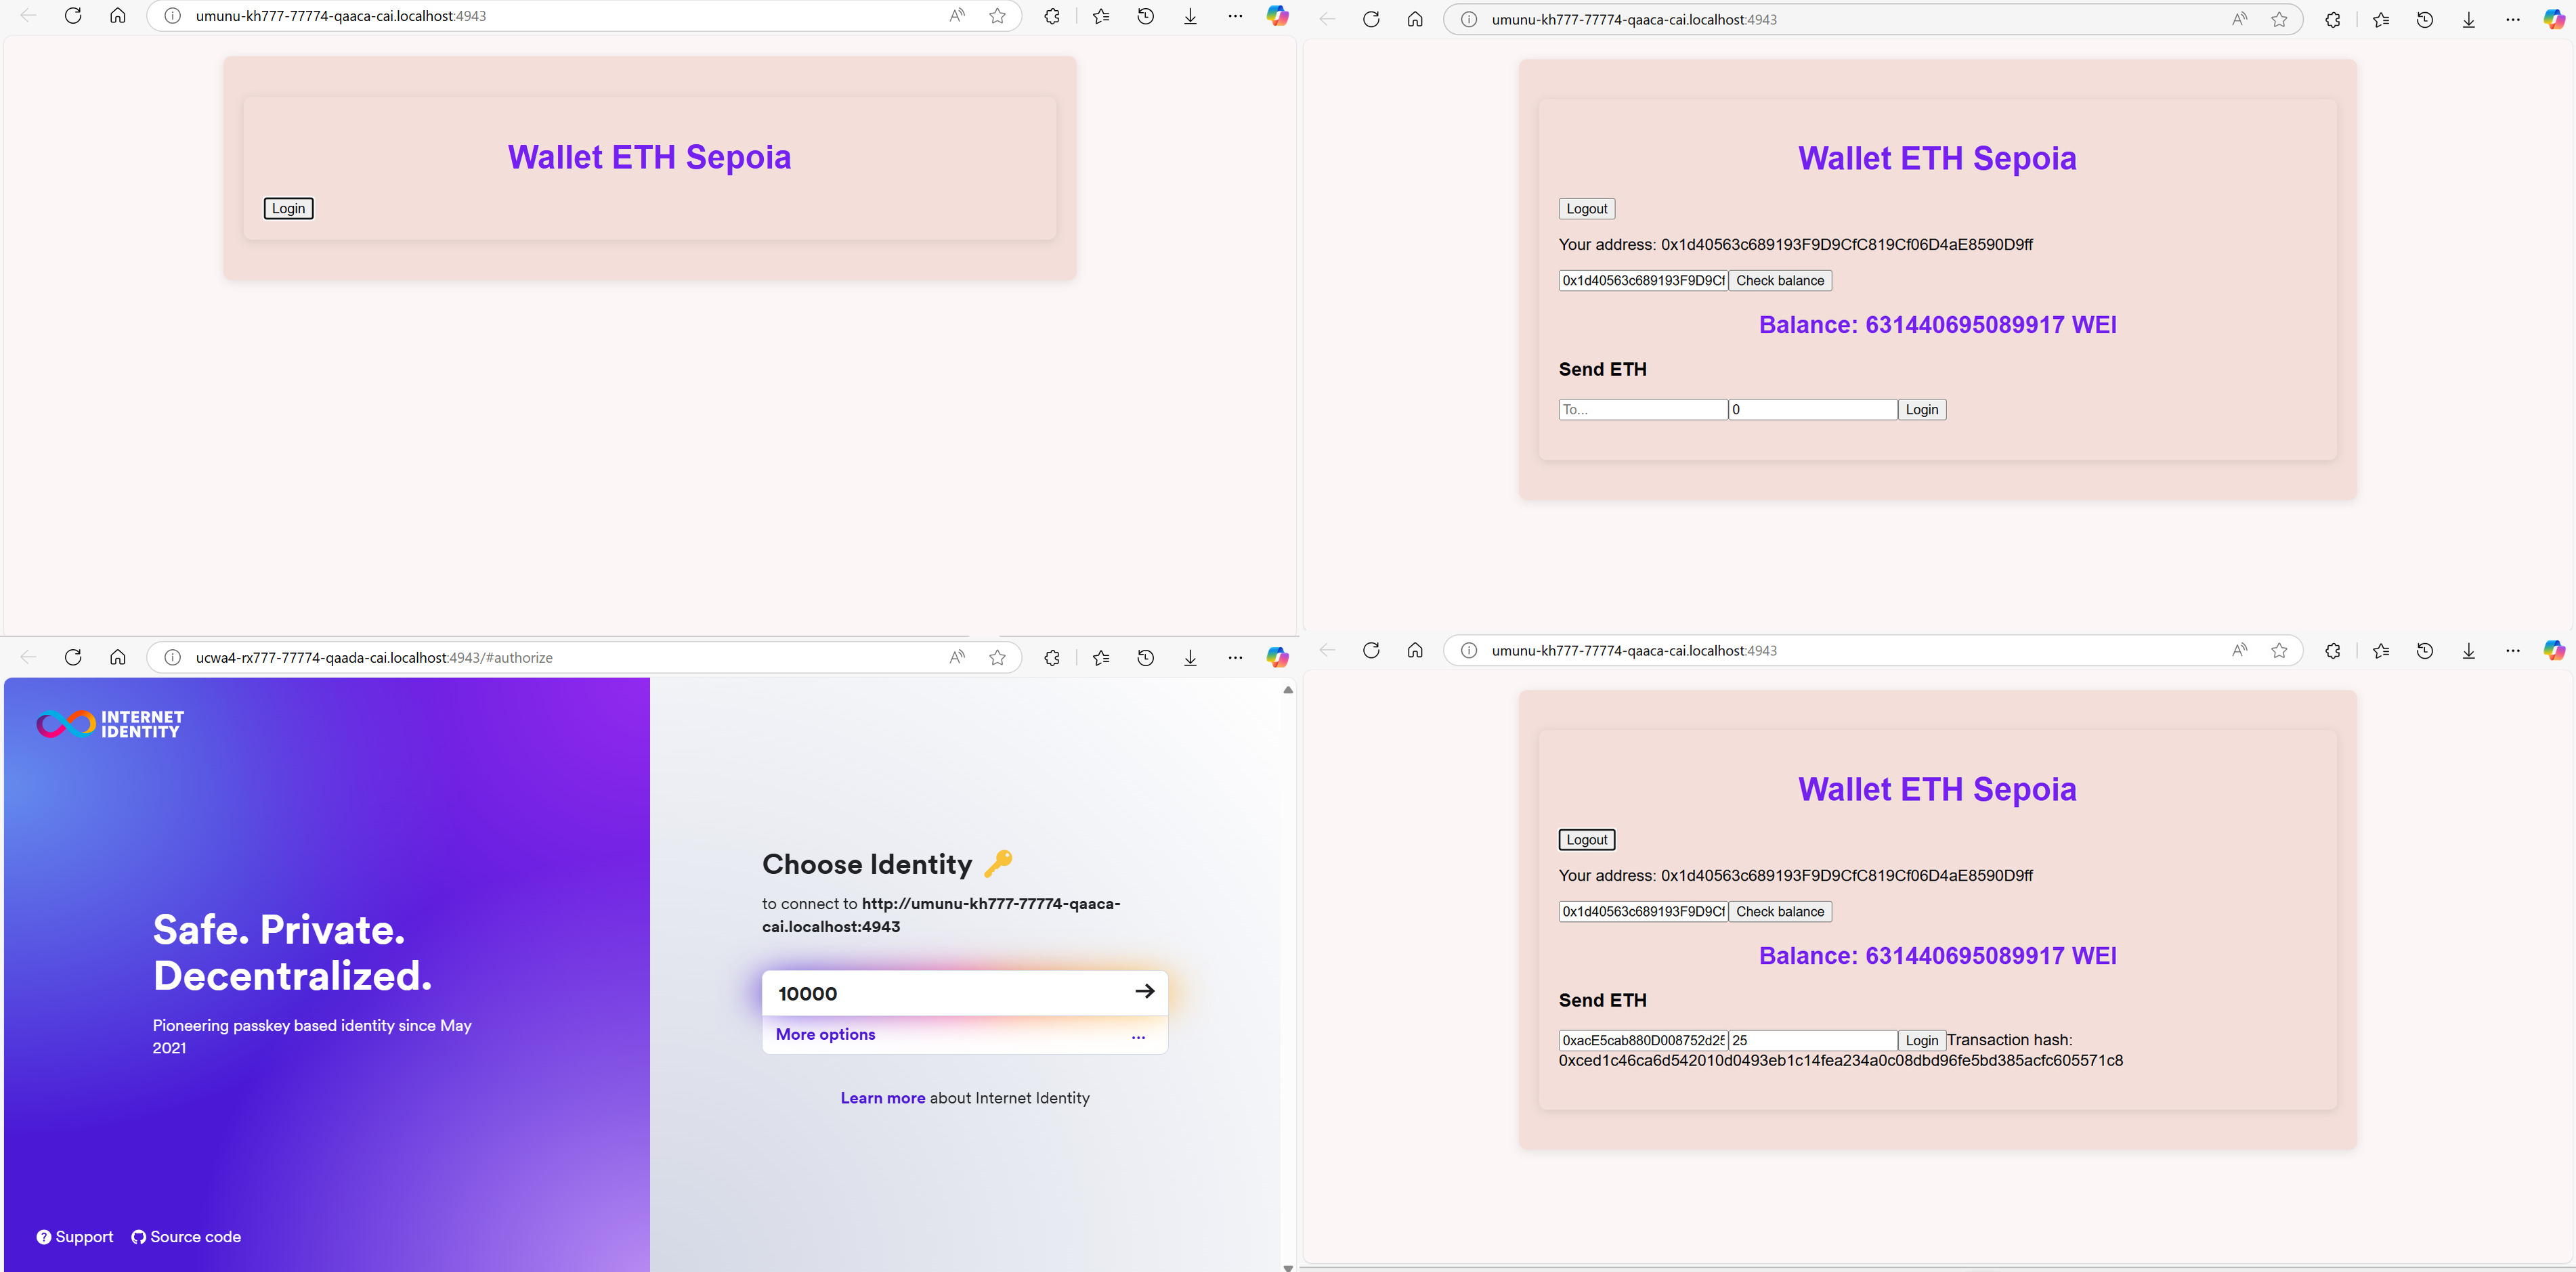 umunu-kh777-77774-qaaca-cai.localhost:4943
Wallet ETH Sepoia
Login
umunu-kh777-77774-qaaca-cai.localhost:4943
Wallet ETH Sepoia
Logout
Your address: 0x1d40563c689193F9D9CfC819Cf06D4aE8590D9ff
0x1d40563c689193F9D9Cf Check balance
Balance: 631440695089917 WEI
Send ETH
To... 0 Login
ucwa4-rx777-77774-qaada-cai.localhost:4943/#authorize
INTERNET
IDENTITY
Safe. Private.
Decentralized.
Pioneering passkey based identity since May
2021
? Support Source code
Choose Identity
to connect to http://umunu-kh777-77774-qaaca-
cai.localhost:4943
10000
More options ...
Learn more about Internet Identity
umunu-kh777-77774-qaaca-cai.localhost:4943
Wallet ETH Sepoia
Logout
Your address: 0x1d40563c689193F9D9CfC819Cf06D4aE8590D9ff
0x1d40563c689193F9D9Cf Check balance
Balance: 631440695089917 WEI
Send ETH
0xacE5cab880D008752d25 25 Login Transaction hash:
0xced1c46ca6d542010d0493eb1c14fea234a0c08dbd96fe5bd385acfc605571c8